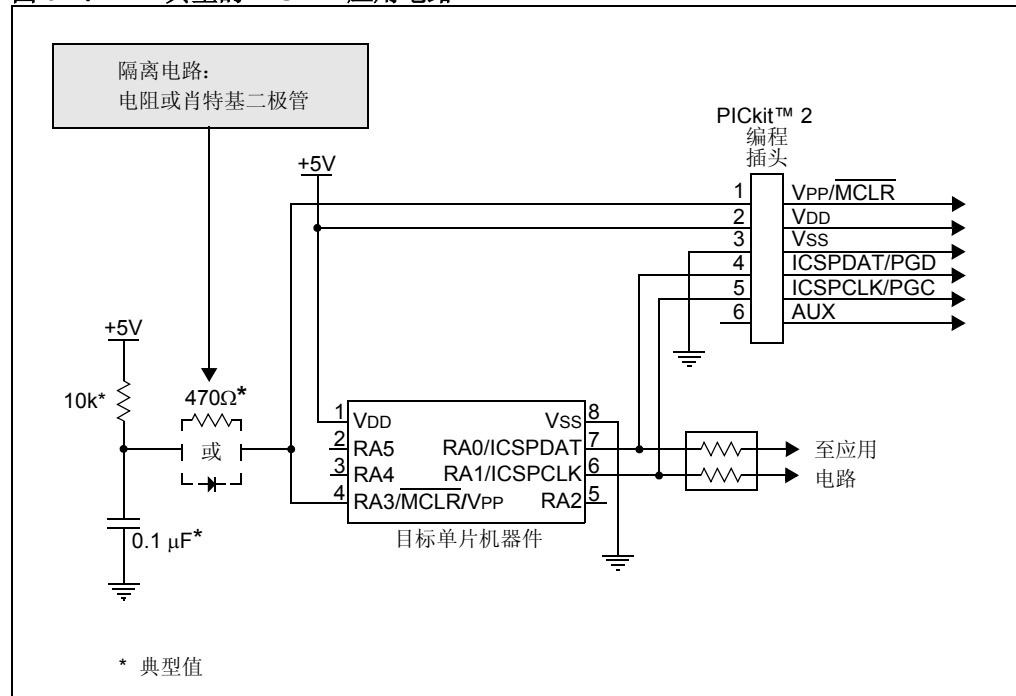 隔离电路：
电阻或肖特基二极管
PICkit™ 2
编程
插头
+5V
1 VPP/MCLR
2 VDD
3 VSS
4 ICSPDAT/PGD
5 ICSPCLK/PGC
6 AUX
+5V
10k*
470Ω*
或
0.1 μF*
1 VDD
2 RA5
3 RA4
4 RA3/MCLR/VPP
VSS 8
RA0/ICSPDAT 7
RA1/ICSPCLK 6
RA2 5
目标单片机器件
至应用
电路
* 典型值